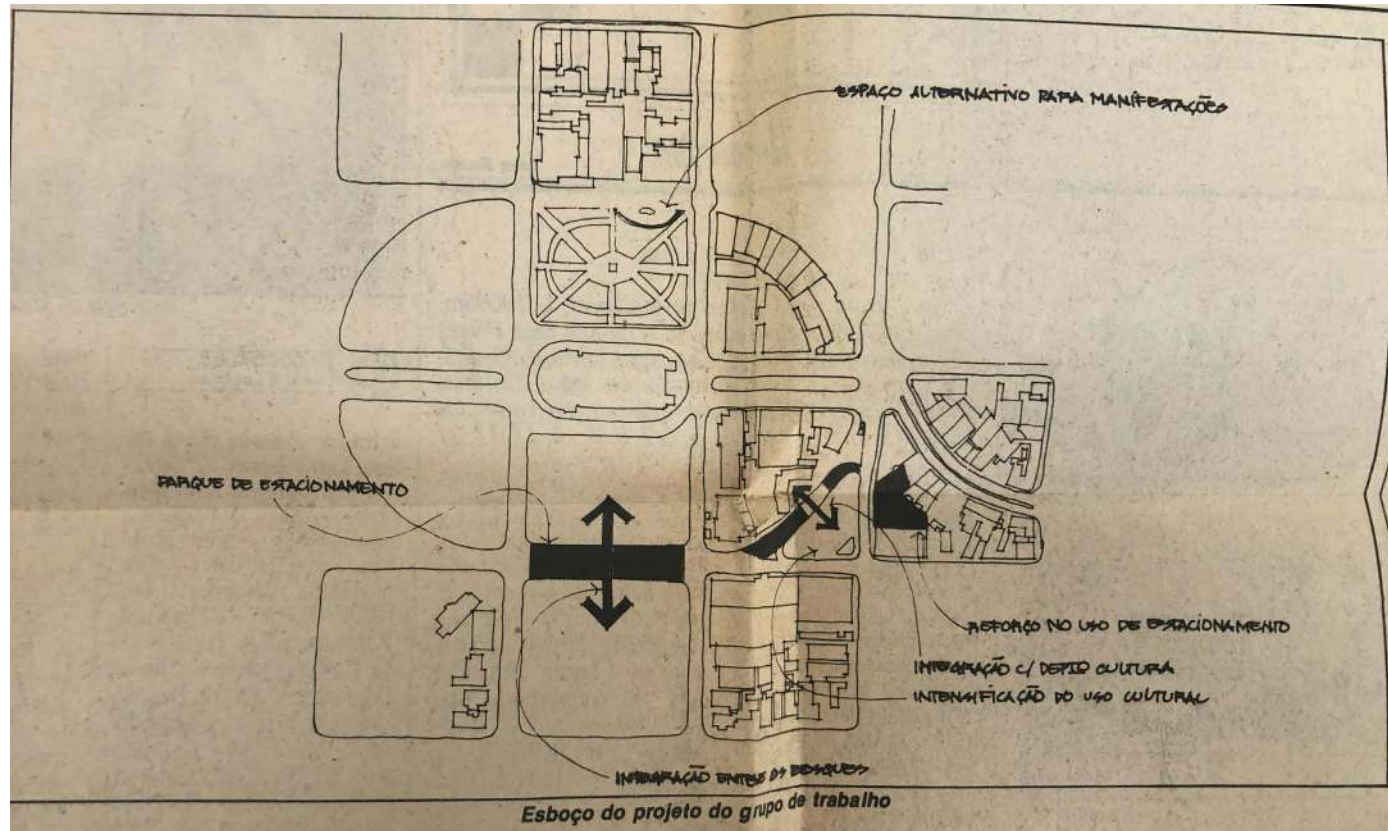 ESPAÇO ALTERNATIVO PARA MANIFESTAÇÕES
PARQUE DE ESTACIONAMENTO
REFORÇO NO USO DE ESTACIONAMENTO
INTEGRAÇÃO C/ DEPTO CULTURA
INTENSIFICAÇÃO DO USO CULTURAL
INTEGRAÇÃO ENTRE OS BOSQUES
Esboço do projeto do grupo de trabalho